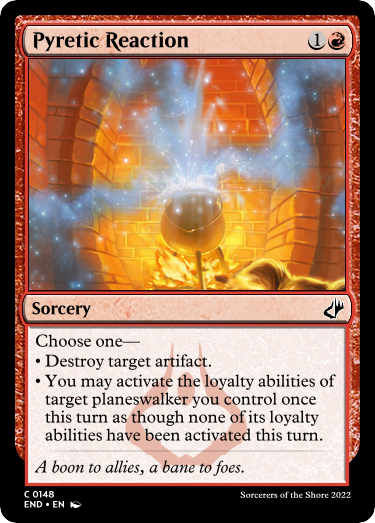 Pyretic Reaction 1
Sorcery
Choose one—
• Destroy target artifact.
• You may activate the loyalty abilities of
target planeswalker you control once
this turn as though none of its loyalty
abilities have been activated this turn.
A boon to allies, a bane to foes.
C 0148
END • EN
Sorcerers of the Shore 2022